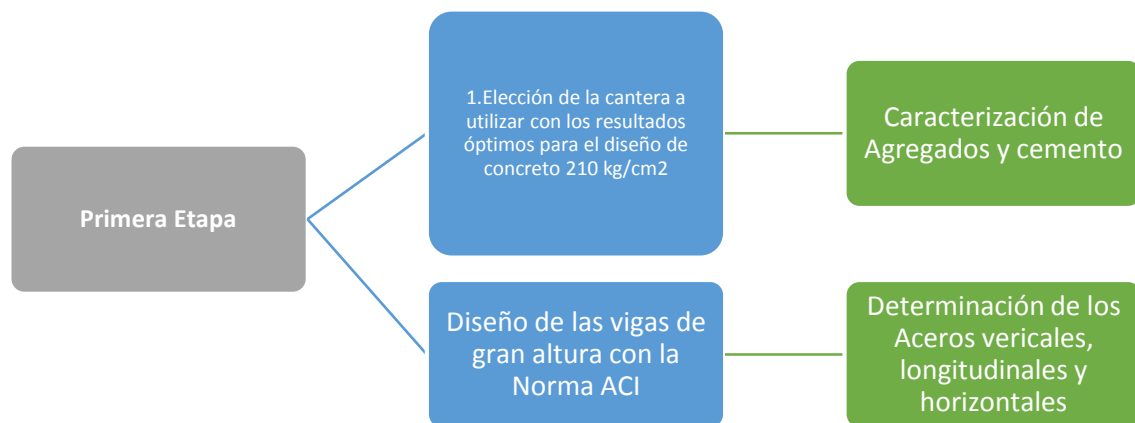 Primera Etapa
1.Elección de la cantera a
utilizar con los resultados
óptimos para el diseño de
concreto 210 kg/cm2
Caracterización de
Agregados y cemento
Diseño de las vigas de
gran altura con la
Norma ACI
Determinación de los
Aceros vericales,
longitudinales y
horizontales